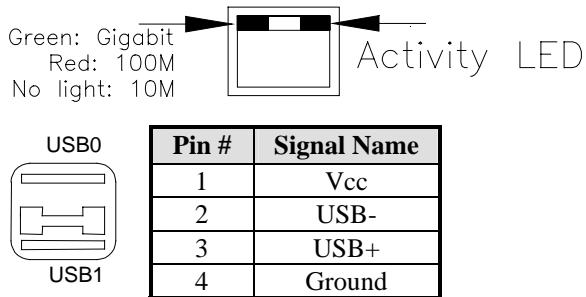 Green: Gigabit
Red: 100M
No light: 10M
Activity LED
USB0
USB1
Pin # Signal Name
1 Vcc
2 USB-
3 USB+
4 Ground